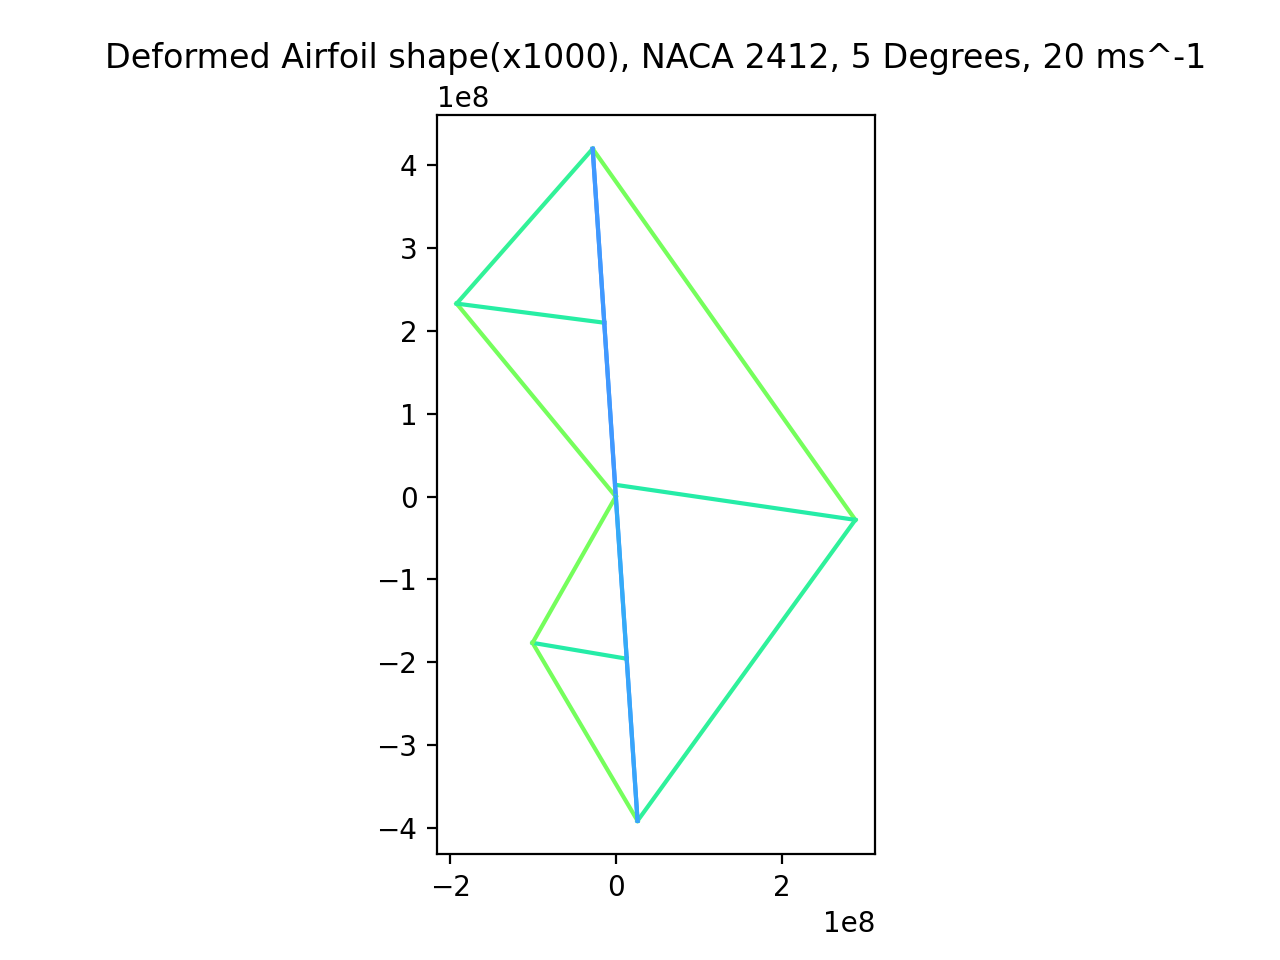 Deformed Airfoil shape(x1000), NACA 2412, 5 Degrees, 20 ms^-1
1e8
4
3
2
1
0
−1
−2
−3
−4
−2 0 2
1e8